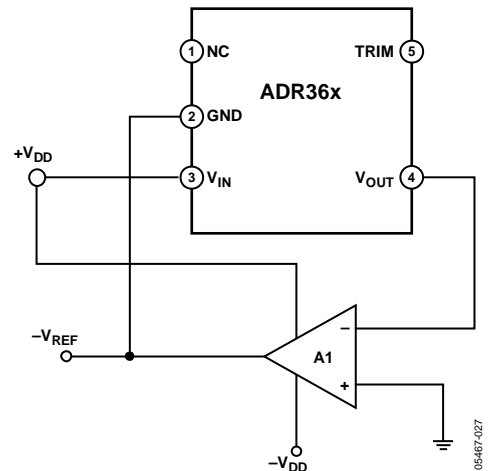 1 NC
TRIM 5
ADR36x
2 GND
+VDD
3 VIN
VOUT 4
−VREF
−
A1
+
−VDD
05467-027